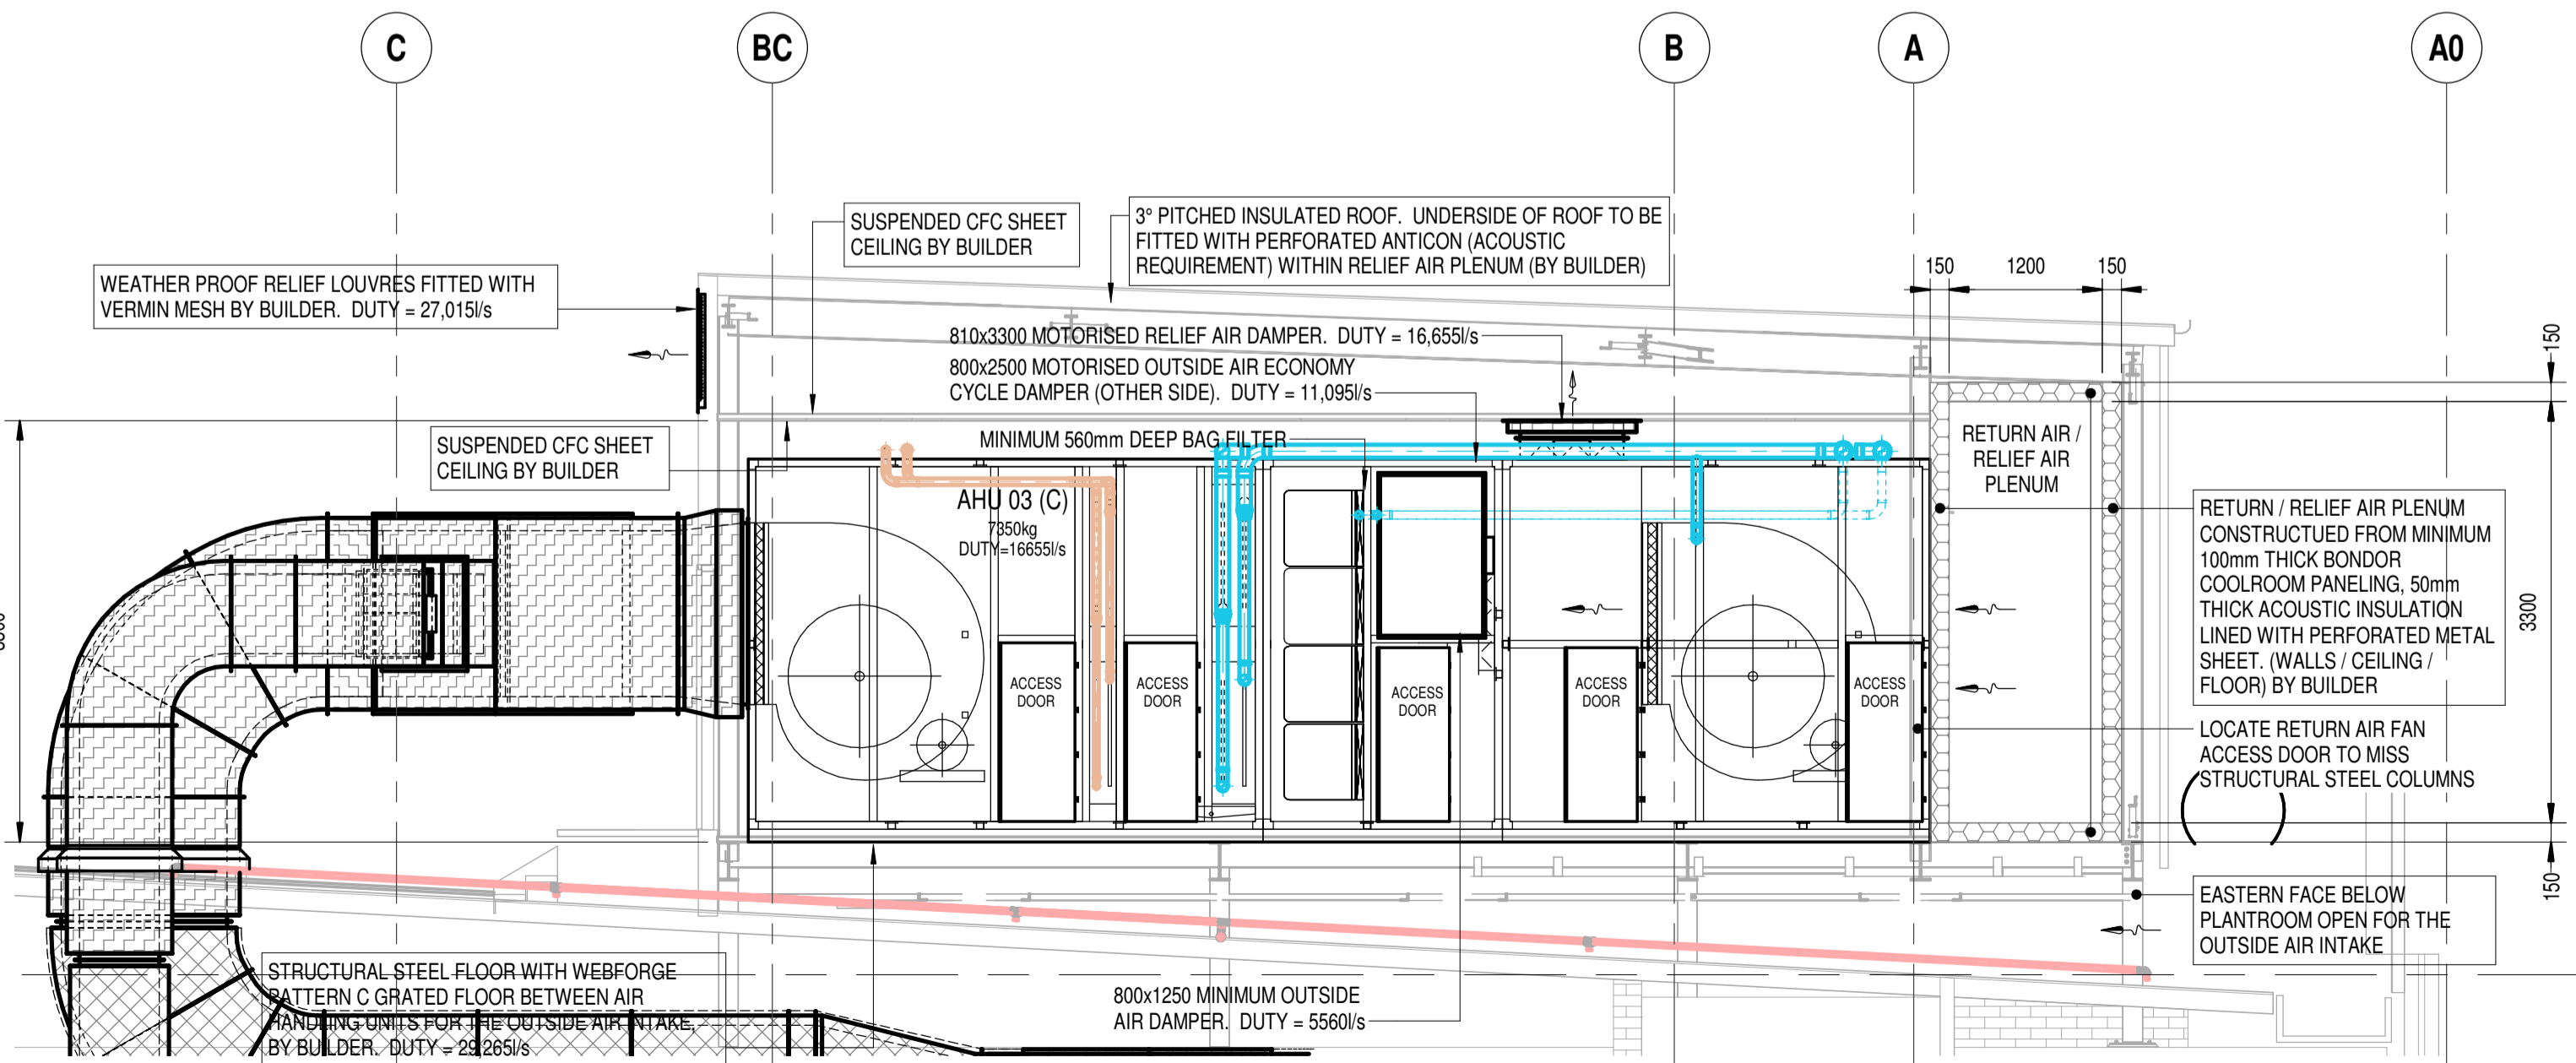 C
BC
B
A
A0
SUSPENDED CFC SHEET
CEILING BY BUILDER
3° PITCHED INSULATED ROOF. UNDERSIDE OF ROOF TO BE
FITTED WITH PERFORATED ANTICON (ACOUSTIC
REQUIREMENT) WITHIN RELIEF AIR PLENUM (BY BUILDER)
WEATHER PROOF RELIEF LOUVRES FITTED WITH
VERMIN MESH BY BUILDER. DUTY = 27,015l/s
150
1200
150
810x3300 MOTORISED RELIEF AIR DAMPER. DUTY = 16,655l/s
800x2500 MOTORISED OUTSIDE AIR ECONOMY
CYCLE DAMPER (OTHER SIDE). DUTY = 11,095l/s
150
SUSPENDED CFC SHEET
CEILING BY BUILDER
MINIMUM 560mm DEEP BAG FILTER
RETURN AIR /
RELIEF AIR
PLENUM
AHU 03 (C)
7350kg
DUTY=16655l/s
RETURN / RELIEF AIR PLENUM
CONSTRUCTUED FROM MINIMUM
100mm THICK BONDOR
COOLROOM PANELING, 50mm
THICK ACOUSTIC INSULATION
LINED WITH PERFORATED METAL
SHEET. (WALLS / CEILING /
FLOOR) BY BUILDER
3300
ACCESS
DOOR
ACCESS
DOOR
ACCESS
DOOR
ACCESS
DOOR
ACCESS
DOOR
LOCATE RETURN AIR FAN
ACCESS DOOR TO MISS
STRUCTURAL STEEL COLUMNS
150
EASTERN FACE BELOW
PLANTROOM OPEN FOR THE
OUTSIDE AIR INTAKE
STRUCTURAL STEEL FLOOR WITH WEBFORGE
PATTERN C GRATED FLOOR BETWEEN AIR
HANDLING UNITS FOR THE OUTSIDE AIR INTAKE,
BY BUILDER. DUTY = 29,265l/s
800x1250 MINIMUM OUTSIDE
AIR DAMPER. DUTY = 5560l/s